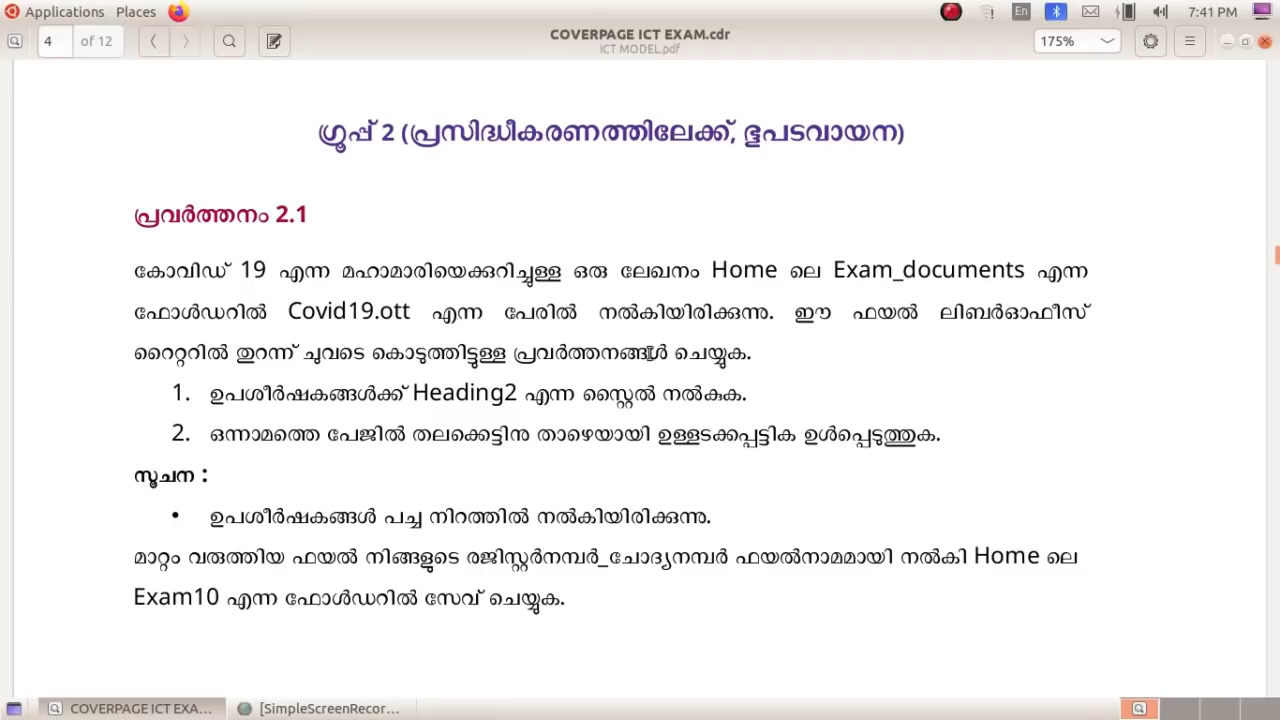 Applications Places En 7:41 PM
4 of 12 COVERPAGE ICT EXAM.cdr 175%
ICT MODEL.pdf
ഗ്രൂപ്പ് 2 (പ്രസിദ്ധീകരണത്തിലേക്ക്, ഭൂപടവായന)
പ്രവർത്തനം 2.1
കോവിഡ് 19 എന്ന മഹാമാരിയെക്കുറിച്ചുള്ള ഒരു ലേഖനം Home ലെ Exam_documents എന്ന
ഫോൾഡറിൽ Covid19.ott എന്ന പേരിൽ നൽകിയിരിക്കുന്നു. ഈ ഫയൽ ലിബർഓഫീസ്
റൈറ്ററിൽ തുറന്ന് ചുവടെ കൊടുത്തിട്ടുള്ള പ്രവർത്തനങ്ങൾ ചെയ്യുക.
1. ഉപശീർഷകങ്ങൾക്ക് Heading2 എന്ന സ്റ്റൈൽ നൽകുക.
2. ഒന്നാമത്തെ പേജിൽ തലക്കെട്ടിനു താഴെയായി ഉള്ളടക്കപ്പട്ടിക ഉൾപ്പെടുത്തുക.
സൂചന :
• ഉപശീർഷകങ്ങൾ പച്ച നിറത്തിൽ നൽകിയിരിക്കുന്നു.
മാറ്റം വരുത്തിയ ഫയൽ നിങ്ങളുടെ രജിസ്റ്റർനമ്പർ_ചോദ്യനമ്പർ ഫയൽനാമമായി നൽകി Home ലെ
Exam10 എന്ന ഫോൾഡറിൽ സേവ് ചെയ്യുക.
COVERPAGE ICT EXA... [SimpleScreenRecor...